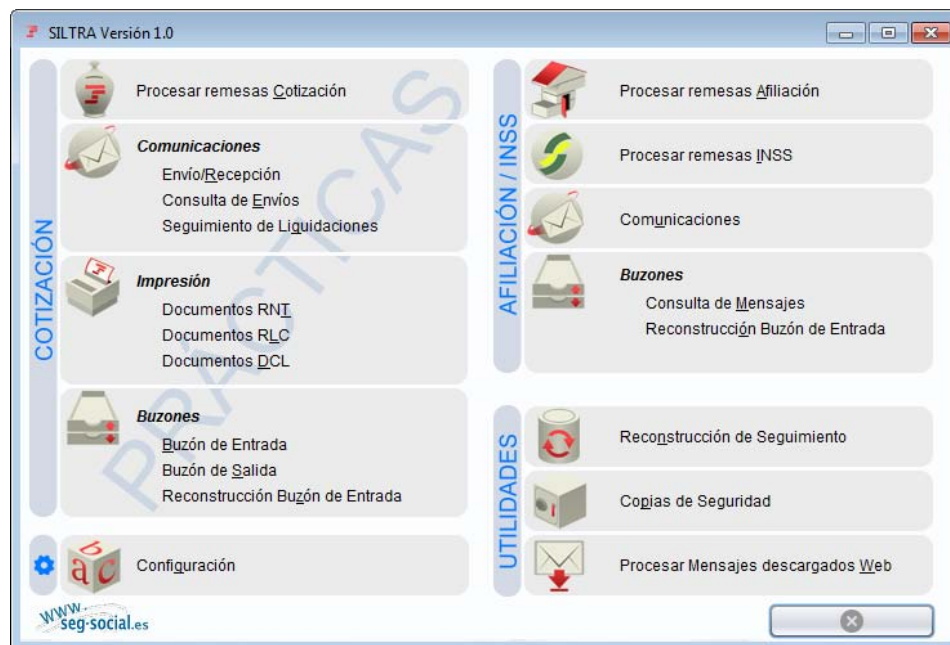 SILTRA Versión 1.0
COTIZACIÓN
Procesar remesas Cotización
Comunicaciones
Envío/Recepción
Consulta de Envíos
Seguimiento de Liquidaciones
Impresión
Documentos RNT
Documentos RLC
Documentos DCL
Buzones
Buzón de Entrada
Buzón de Salida
Reconstrucción Buzón de Entrada
PRÁCTICAS
abc
Configuración
www.
seg-social.es
AFILIACIÓN / INSS
Procesar remesas Afiliación
Procesar remesas INSS
Comunicaciones
Buzones
Consulta de Mensajes
Reconstrucción Buzón de Entrada
UTILIDADES
Reconstrucción de Seguimiento
Copias de Seguridad
Procesar Mensajes descargados Web